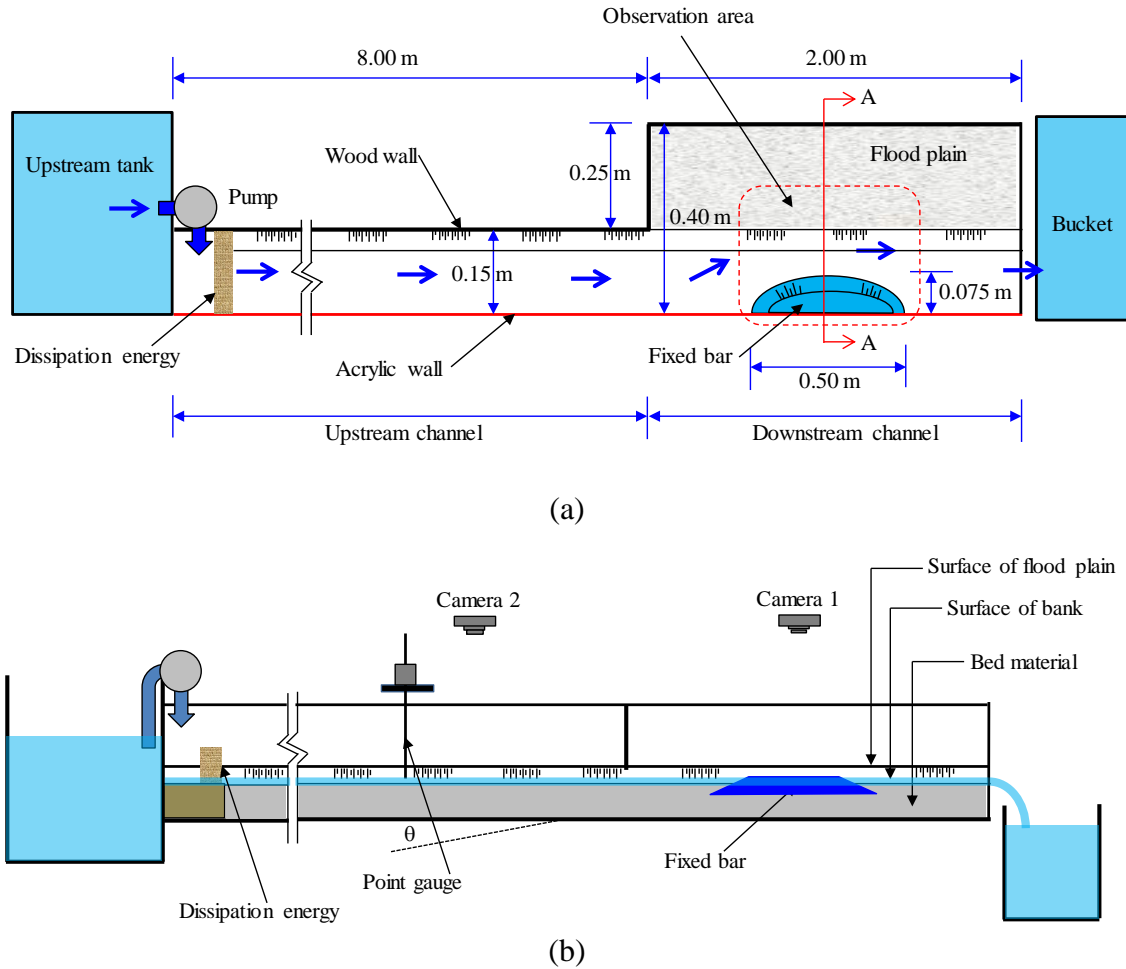 Observation area
8.00 m
2.00 m
A
Upstream tank
Wood wall
0.25 m
Flood plain
Pump
0.40 m
Bucket
0.15 m
0.075 m
Dissipation energy
Acrylic wall
Fixed bar
A
0.50 m
Upstream channel
Downstream channel
(a)
Surface of flood plain
Camera 2
Camera 1
Surface of bank
Bed material
θ
Point gauge
Fixed bar
Dissipation energy
(b)